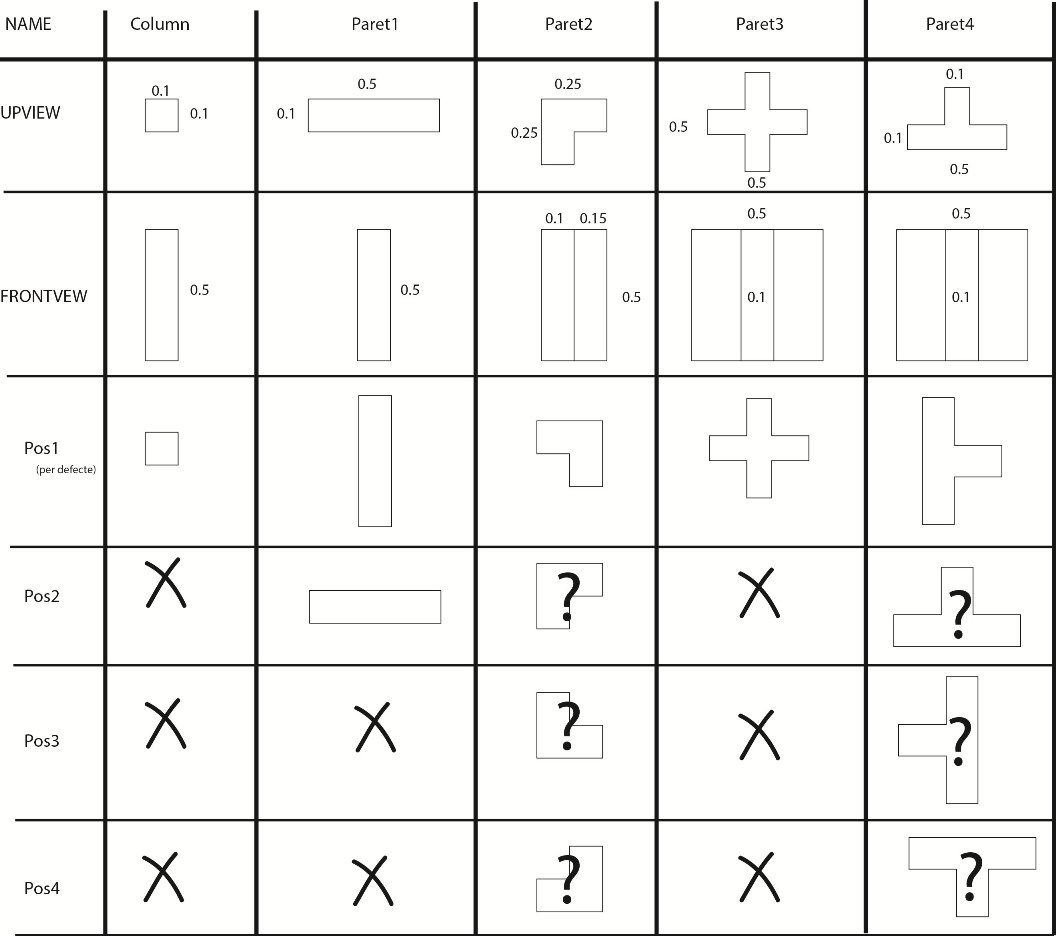 NAME Column Paret1 Paret2 Paret3 Paret4
UPVIEW 0.1 0.1 0.5 0.1 0.25 0.25 0.5 0.5 0.1 0.1 0.5
FRONTVEW 0.5 0.5 0.1 0.15 0.5 0.5 0.1 0.5 0.1
Pos1
(per defecte)
Pos2 ? ?
Pos3 ? ?
Pos4 ? ?